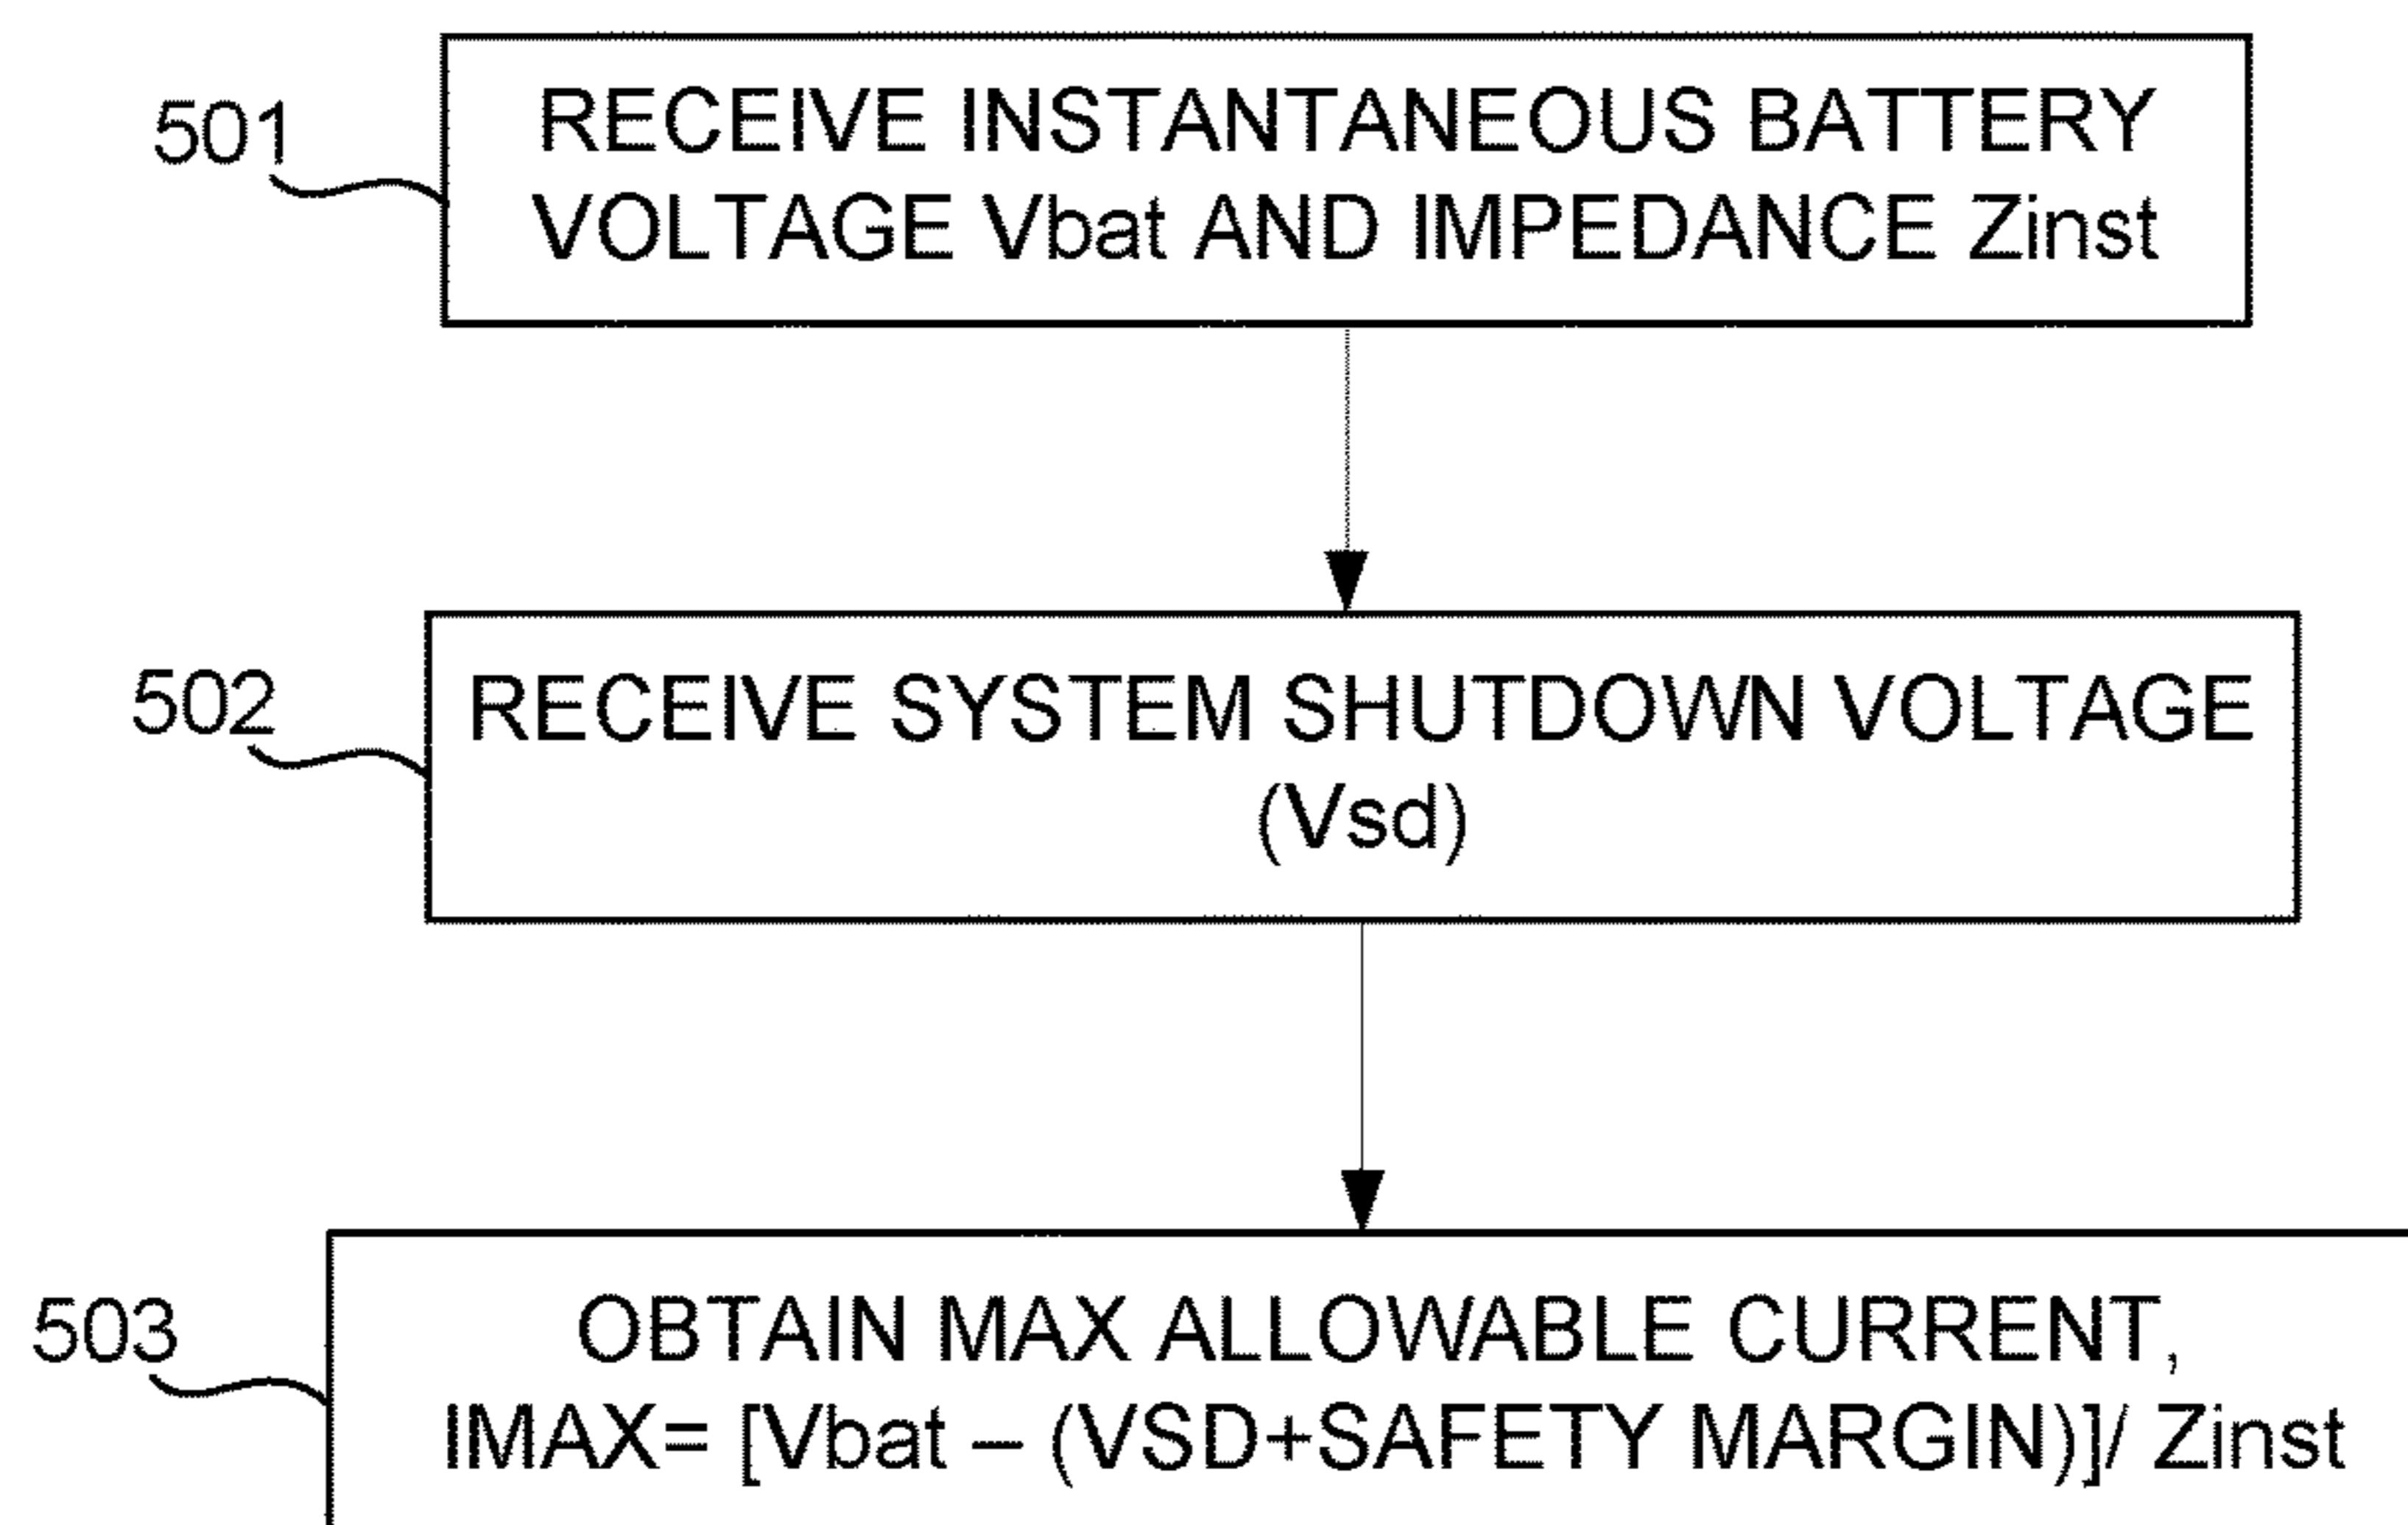 501
RECEIVE INSTANTANEOUS BATTERY
VOLTAGE Vbat AND IMPEDANCE Zinst
502
RECEIVE SYSTEM SHUTDOWN VOLTAGE
(Vsd)
503
OBTAIN MAX ALLOWABLE CURRENT,
IMAX= [Vbat – (VSD+SAFETY MARGIN)]/ Zinst